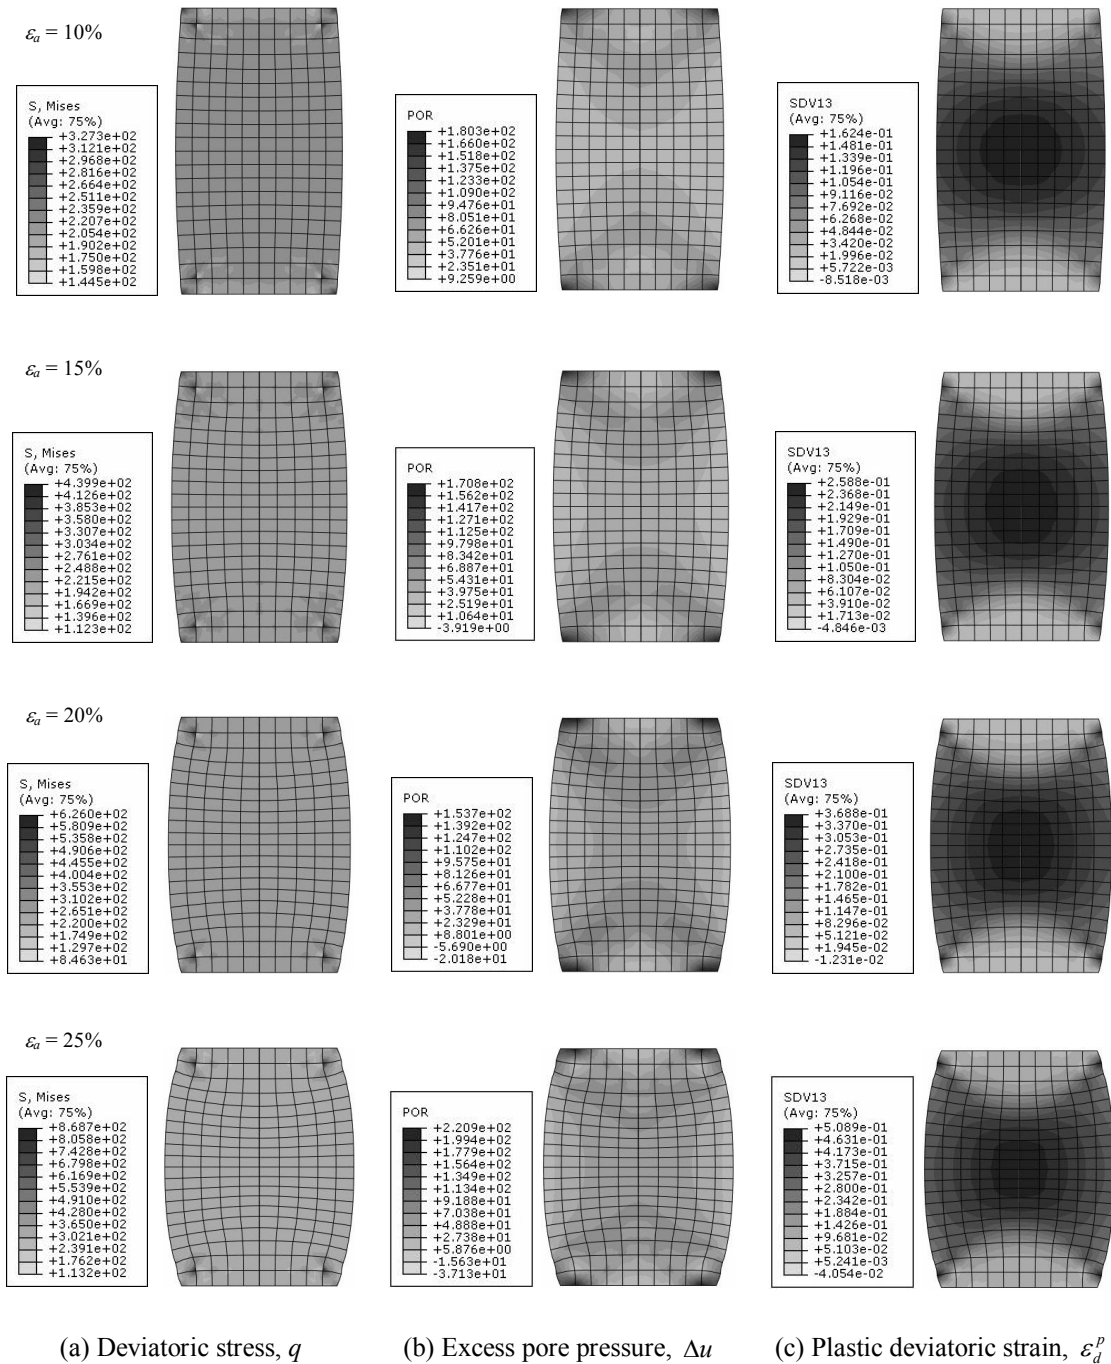 εₐ = 10%
S, Mises
(Avg: 75%)
+3.273e+02
+3.121e+02
+2.968e+02
+2.816e+02
+2.664e+02
+2.511e+02
+2.359e+02
+2.207e+02
+2.054e+02
+1.902e+02
+1.750e+02
+1.598e+02
+1.445e+02
POR
+1.803e+02
+1.660e+02
+1.518e+02
+1.375e+02
+1.233e+02
+1.090e+02
+9.476e+01
+8.051e+01
+6.626e+01
+5.201e+01
+3.776e+01
+2.351e+01
+9.259e+00
SDV13
(Avg: 75%)
+1.624e-01
+1.481e-01
+1.339e-01
+1.196e-01
+1.054e-01
+9.116e-02
+7.692e-02
+6.268e-02
+4.844e-02
+3.420e-02
+1.996e-02
+5.722e-03
-8.518e-03
εₐ = 15%
S, Mises
(Avg: 75%)
+4.399e+02
+4.126e+02
+3.853e+02
+3.580e+02
+3.307e+02
+3.034e+02
+2.761e+02
+2.488e+02
+2.215e+02
+1.942e+02
+1.669e+02
+1.396e+02
+1.123e+02
POR
+1.708e+02
+1.562e+02
+1.417e+02
+1.271e+02
+1.125e+02
+9.798e+01
+8.342e+01
+6.887e+01
+5.431e+01
+3.975e+01
+2.519e+01
+1.064e+01
-3.919e+00
SDV13
(Avg: 75%)
+2.588e-01
+2.368e-01
+2.149e-01
+1.929e-01
+1.709e-01
+1.490e-01
+1.270e-01
+1.050e-01
+8.304e-02
+6.107e-02
+3.910e-02
+1.713e-02
-4.846e-03
εₐ = 20%
S, Mises
(Avg: 75%)
+6.260e+02
+5.809e+02
+5.358e+02
+4.906e+02
+4.455e+02
+4.004e+02
+3.553e+02
+3.102e+02
+2.651e+02
+2.200e+02
+1.749e+02
+1.297e+02
+8.463e+01
POR
+1.537e+02
+1.392e+02
+1.247e+02
+1.102e+02
+9.575e+01
+8.126e+01
+6.677e+01
+5.228e+01
+3.778e+01
+2.329e+01
+8.801e+00
-5.690e+00
-2.018e+01
SDV13
(Avg: 75%)
+3.688e-01
+3.370e-01
+3.053e-01
+2.735e-01
+2.418e-01
+2.100e-01
+1.782e-01
+1.465e-01
+1.147e-01
+8.296e-02
+5.121e-02
+1.945e-02
-1.231e-02
εₐ = 25%
S, Mises
(Avg: 75%)
+8.687e+02
+8.058e+02
+7.428e+02
+6.798e+02
+6.169e+02
+5.539e+02
+4.910e+02
+4.280e+02
+3.650e+02
+3.021e+02
+2.391e+02
+1.762e+02
+1.132e+02
POR
+2.209e+02
+1.994e+02
+1.779e+02
+1.564e+02
+1.349e+02
+1.134e+02
+9.188e+01
+7.038e+01
+4.888e+01
+2.738e+01
+5.876e+00
-1.563e+01
-3.713e+01
SDV13
(Avg: 75%)
+5.089e-01
+4.631e-01
+4.173e-01
+3.715e-01
+3.257e-01
+2.800e-01
+2.342e-01
+1.884e-01
+1.426e-01
+9.681e-02
+5.103e-02
+5.241e-03
-4.054e-02
(a) Deviatoric stress, q
(b) Excess pore pressure, Δu
(c) Plastic deviatoric strain, ε_d^p